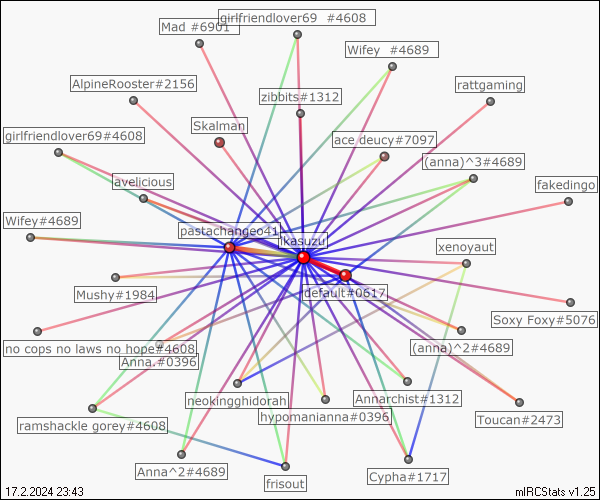 girlfriendlover69 #4608
Mad #6901
Wifey #4689
AlpineRooster#2156
rattgaming
zibbits#1312
Skalman
girlfriendlover69#4608
ace deucy#7097
(anna)^3#4689
avelicious
fakedingo
Wifey#4689
pastachangeo41
ikasuzu
xenoyaut
Mushy#1984
default#0617
Soxy Foxy#5076
no cops no laws no hope#4608
(anna)^2#4689
Anna.#0396
neokingghidorah
Annarchist#1312
hypomanianna#0396
Toucan#2473
ramshackle gorey#4608
Anna^2#4689
Cypha#1717
frisout
17.2.2024 23:43
mIRCStats v1.25